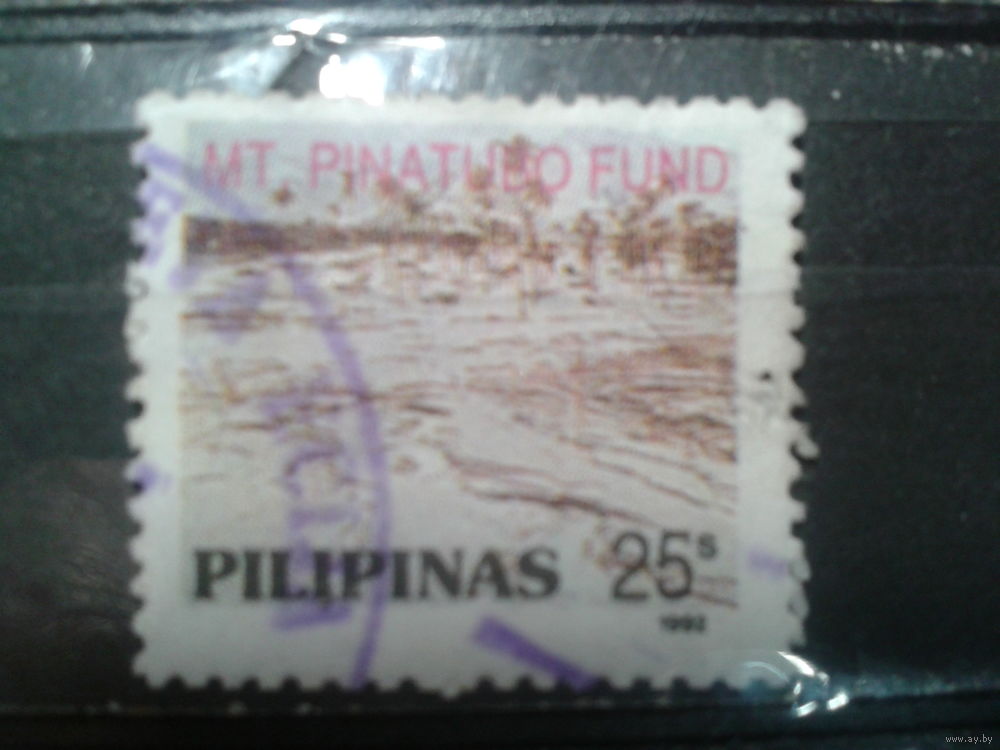 MT. PINATUBO FUND
PILIPINAS 25s
1992
www.ay.by